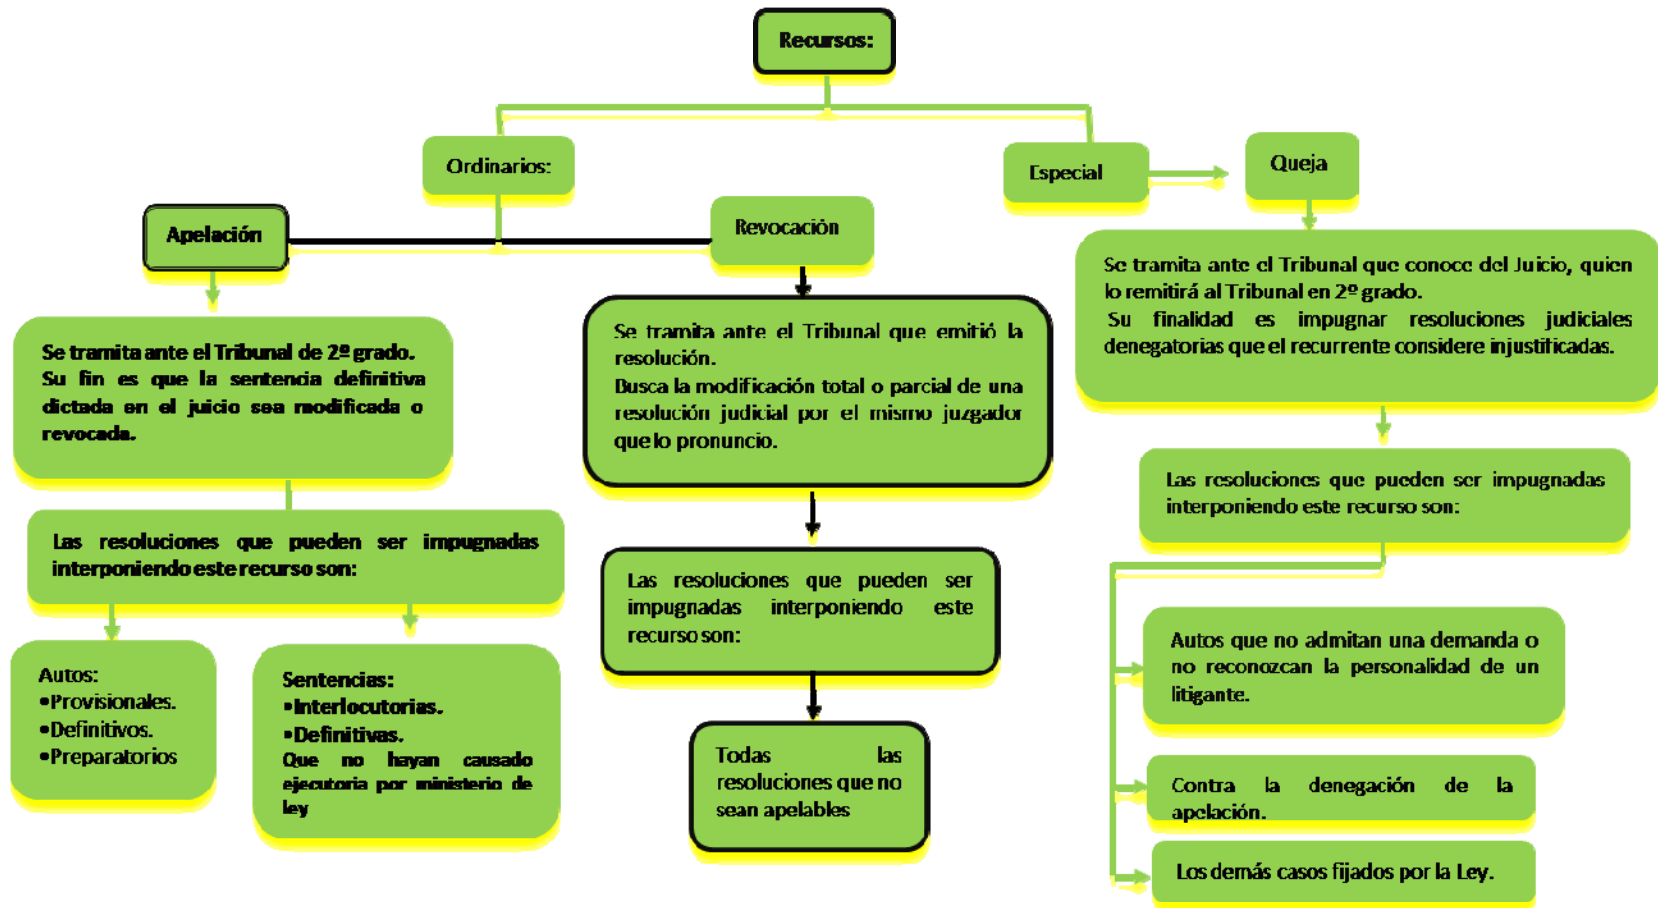 Recursos:
Ordinarios:
Especial
Queja
Apelación
Revocación
Se tramita ante el Tribunal de 2º grado.
Su fin es que la sentencia definitiva
dictada en el juicio sea modificada o
revocada.
Las resoluciones que pueden ser impugnadas
interponiendo este recurso son:
Autos:
•Provisionales.
•Definitivos.
•Preparatorios
Sentencias:
•Interlocutorias.
•Definitivas.
Que no hayan causado
ejecutoria por ministerio de
ley
Se tramita ante el Tribunal que emitió la
resolución.
Busca la modificación total o parcial de una
resolución judicial por el mismo juzgador
que lo pronuncio.
Las resoluciones que pueden ser
impugnadas interponiendo este
recurso son:
Todas las
resoluciones que no
sean apelables
Se tramita ante el Tribunal que conoce del Juicio, quien
lo remitirá al Tribunal en 2º grado.
Su finalidad es impugnar resoluciones judiciales
denegatorias que el recurrente considere injustificadas.
Las resoluciones que pueden ser impugnadas
interponiendo este recurso son:
Autos que no admitan una demanda o
no reconozcan la personalidad de un
litigante.
Contra la denegación de la
apelación.
Los demás casos fijados por la Ley.